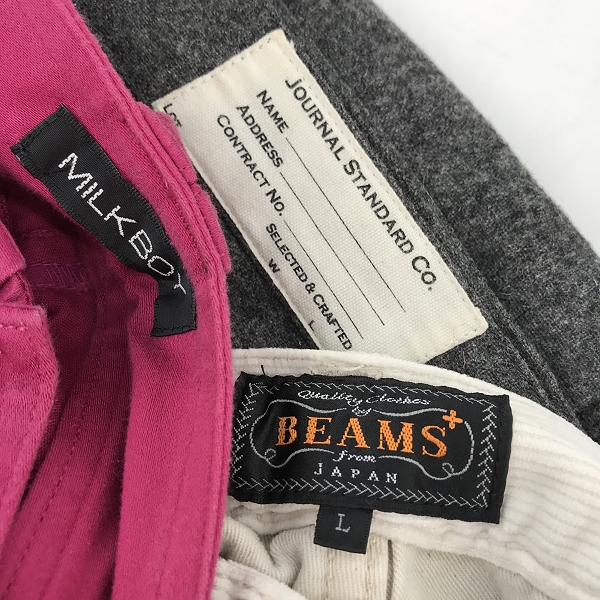 MILKBOY
JOURNAL STANDARD CO.
NAME
ADDRESS
CONTRACT NO.
SELECTED & CRAFTED
W L
Quality Clothes
by
BEAMS+
from
JAPAN
L